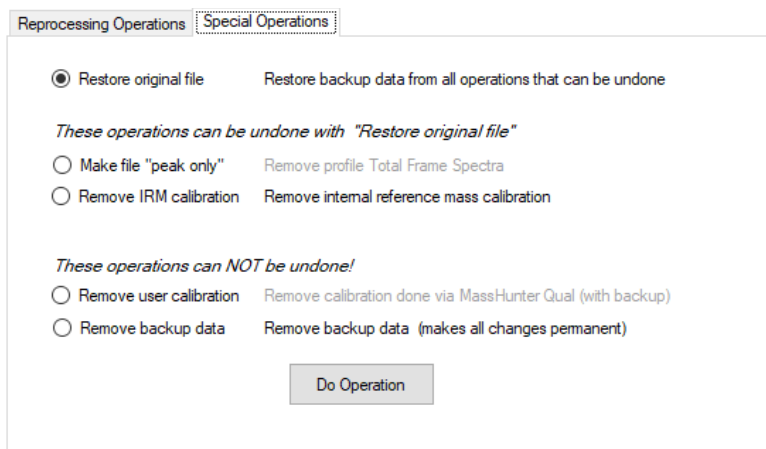 Reprocessing Operations Special Operations
Restore original file Restore backup data from all operations that can be undone
These operations can be undone with "Restore original file"
Make file "peak only" Remove profile Total Frame Spectra
Remove IRM calibration Remove internal reference mass calibration
These operations can NOT be undone!
Remove user calibration Remove calibration done via MassHunter Qual (with backup)
Remove backup data Remove backup data (makes all changes permanent)
Do Operation